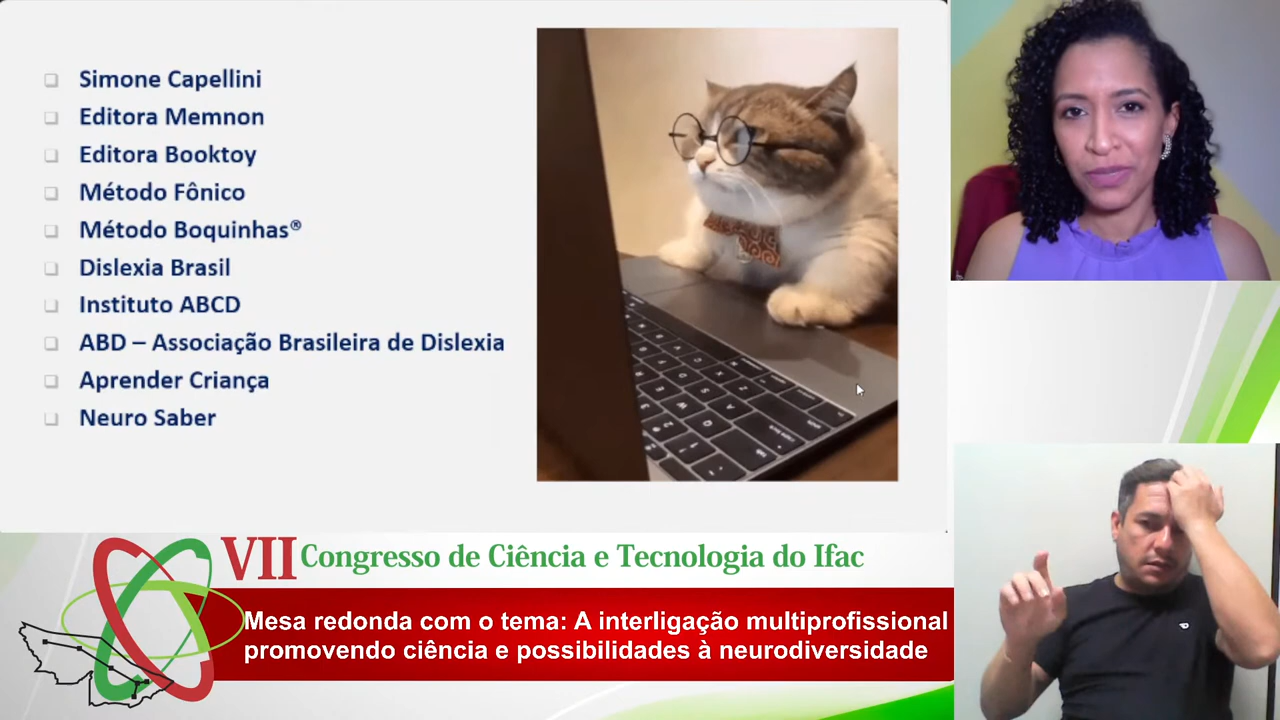 Simone Capellini
Editora Memnon
Editora Booktoy
Método Fônico
Método Boquinhas®
Dislexia Brasil
Instituto ABCD
ABD – Associação Brasileira de Dislexia
Aprender Criança
Neuro Saber
VII Congresso de Ciência e Tecnologia do Ifac
Mesa redonda com o tema: A interligação multiprofissional
promovendo ciência e possibilidades à neurodiversidade